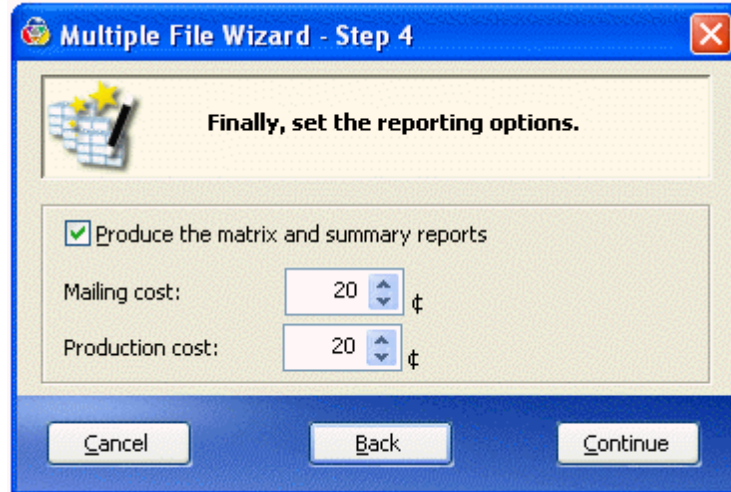 Multiple File Wizard - Step 4
Finally, set the reporting options.
Produce the matrix and summary reports
Mailing cost: 20 ¢
Production cost: 20 ¢
Cancel Back Continue